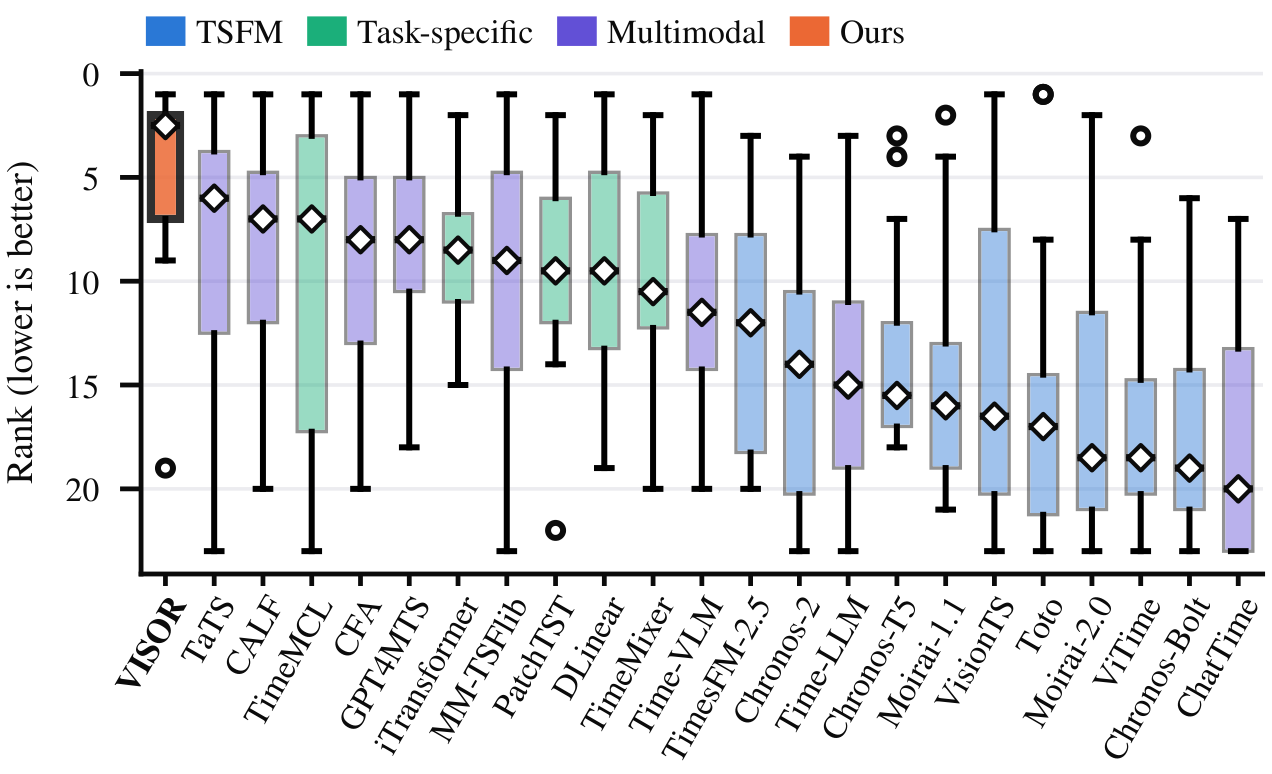 TSFM Task-specific Multimodal Ours
Rank (lower is better)
0
5
10
15
20
VISOR
TaTS
CALF
TimeMCL
CFA
GPT4MTS
iTransformer
MM-TSFlib
PatchTST
DLinear
TimeMixer
Time-VLM
TimesFM-2.5
Chronos-2
Time-LLM
Chronos-T5
Moirai-1.1
VisionTS
Toto
Moirai-2.0
ViTime
Chronos-Bolt
ChatTime